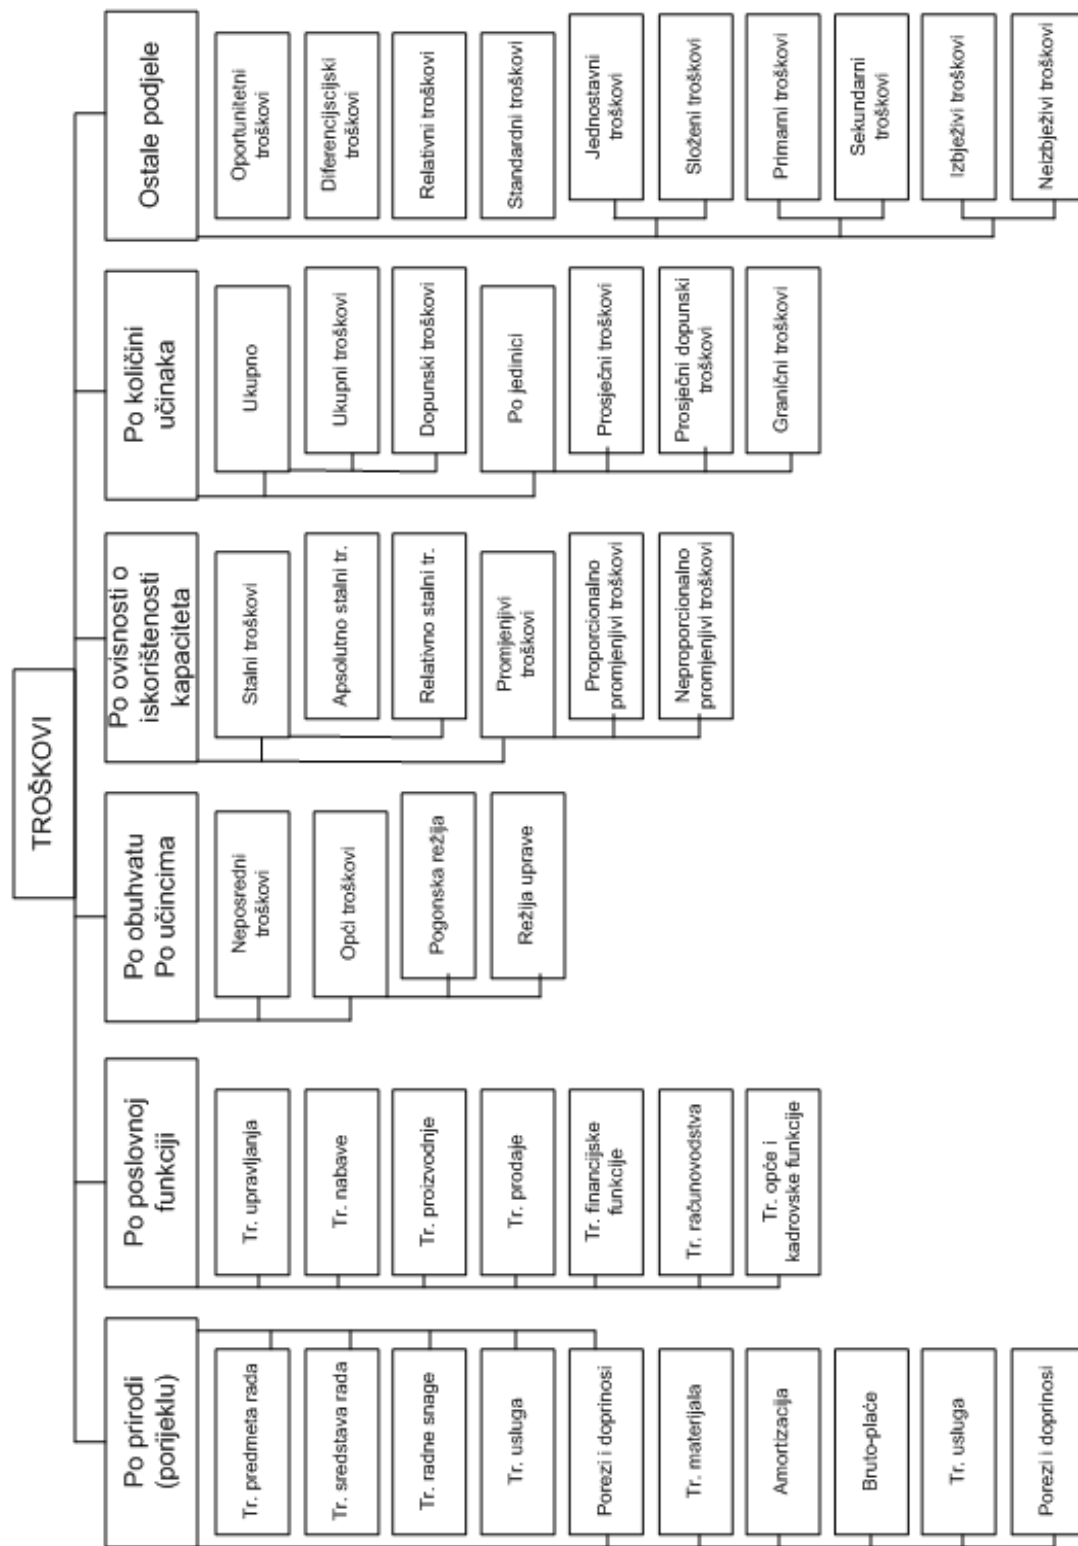 TROŠKOVI
Po prirodi
(porijeklu)
Tr. predmeta rada
Tr. sredstava rada
Tr. radne snage
Tr. usluga
Porezi i doprinosi
Tr. materijala
Amortizacija
Bruto-plaće
Tr. usluga
Porezi i doprinosi
Po poslovnoj
funkciji
Tr. upravljanja
Tr. nabave
Tr. proizvodnje
Tr. prodaje
Tr. financijske
funkcije
Tr. računovodstva
Tr. opće i
kadrovske funkcije
Po obuhvatu
Po učincima
Neposredni
troškovi
Opći troškovi
Pogonska režija
Režija uprave
Po ovisnosti o
iskorištenosti
kapaciteta
Stalni troškovi
Apsolutno stalni tr.
Relativno stalni tr.
Promjenjivi
troškovi
Proporcionalno
promjenjivi troškovi
Neproporcionalno
promjenjivi troškovi
Po količini
učinaka
Ukupno
Ukupni troškovi
Dopunski troškovi
Po jedinici
Prosječni troškovi
Prosječni dopunski
troškovi
Granični troškovi
Ostale podjele
Oportunitetni
troškovi
Diferencijscijski
troškovi
Relativni troškovi
Standardni troškovi
Jednostavni
troškovi
Složeni troškovi
Primarni troškovi
Sekundarni
troškovi
Izbježivi troškovi
Neizbježivi troškovi